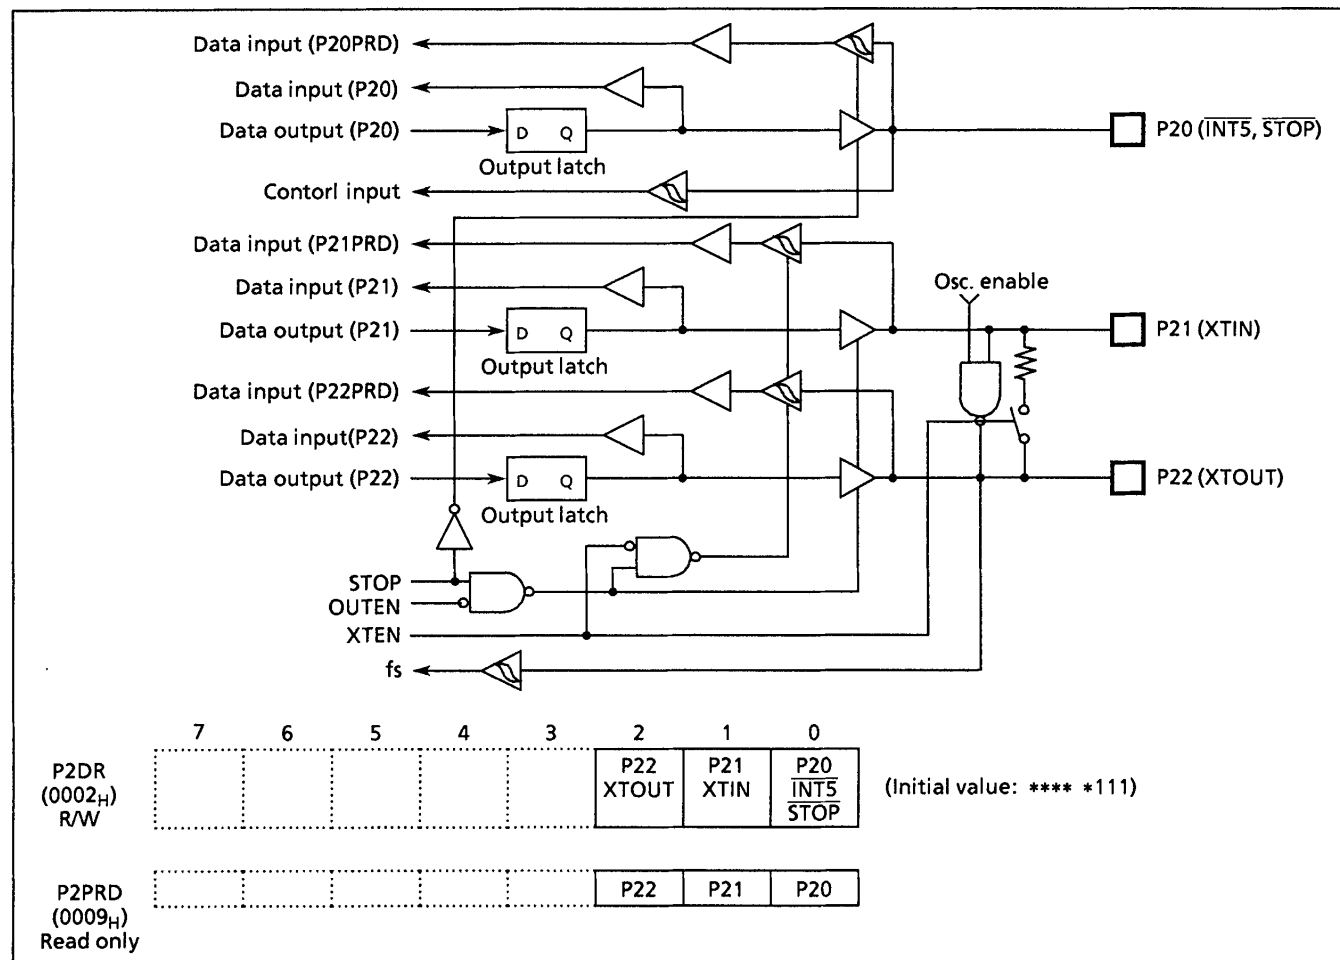 Data input (P20PRD)
Data input (P20)
Data output (P20)
D Q
Output latch
P20 (INT5, STOP)
Contorl input
Data input (P21PRD)
Data input (P21)
Osc. enable
Data output (P21)
D Q
Output latch
P21 (XTIN)
Data input (P22PRD)
Data input(P22)
Data output (P22)
D Q
Output latch
P22 (XTOUT)
STOP
OUTEN
XTEN
fs
7 6 5 4 3 2 1 0
P2DR
(0002H)
R/W
P22
XTOUT
P21
XTIN
P20
INT5
STOP
(Initial value: **** *111)
P2PRD
(0009H)
Read only
P22 P21 P20